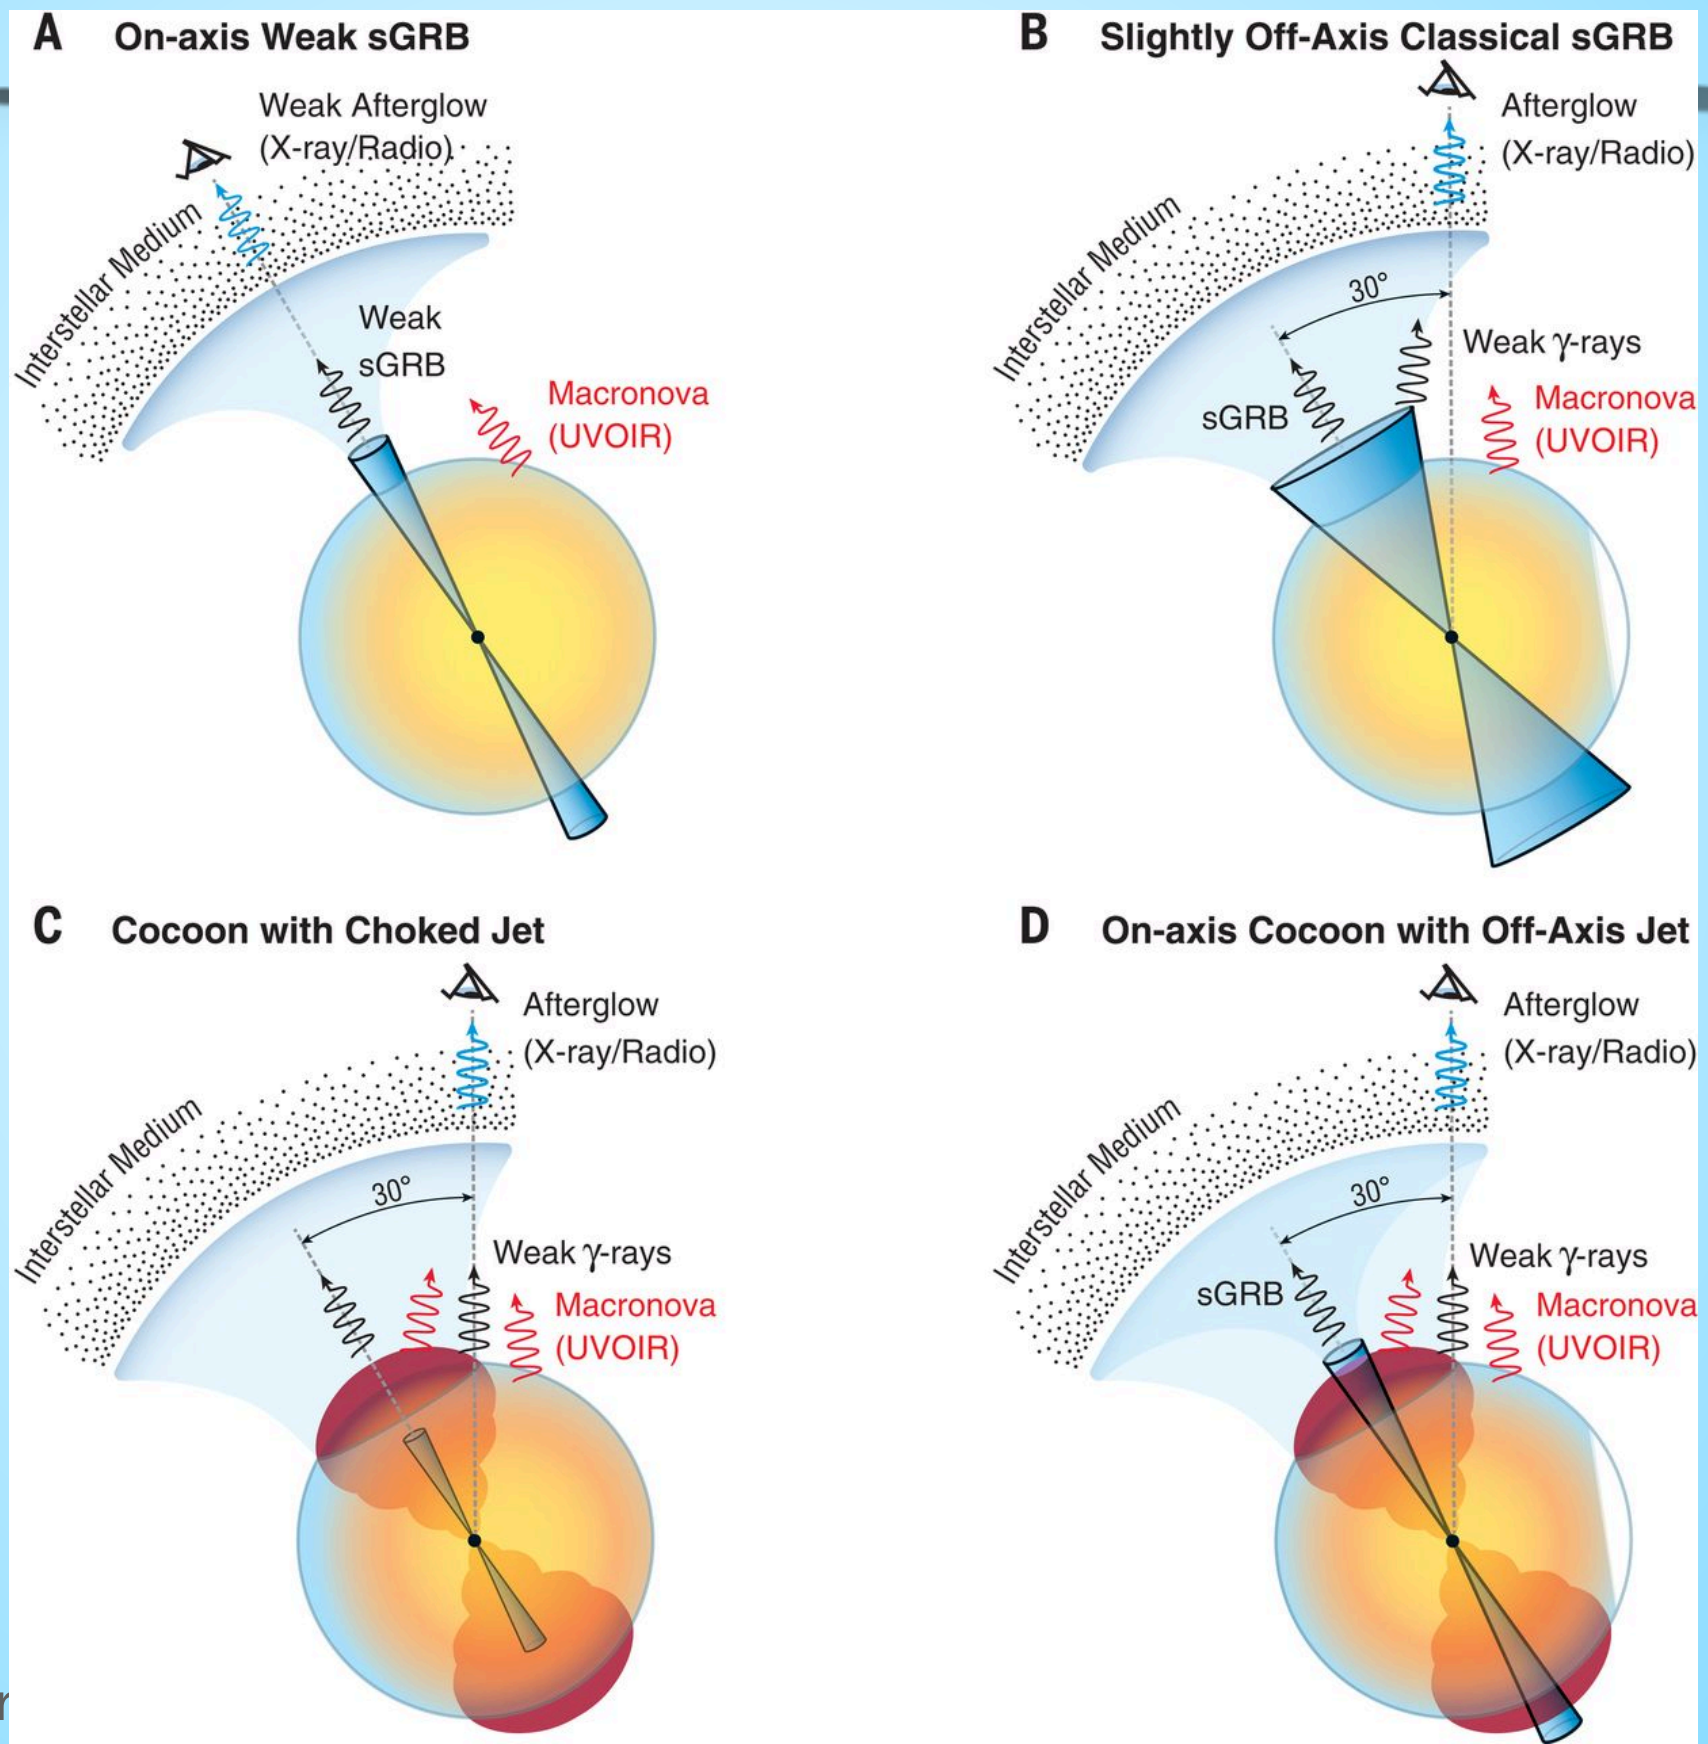 A On-axis Weak sGRB
Weak Afterglow
(X-ray/Radio)
Interstellar Medium
Weak
sGRB
Macronova
(UVOIR)
B Slightly Off-Axis Classical sGRB
Afterglow
(X-ray/Radio)
Interstellar Medium
30°
Weak γ-rays
sGRB
Macronova
(UVOIR)
C Cocoon with Choked Jet
Afterglow
(X-ray/Radio)
Interstellar Medium
30°
Weak γ-rays
Macronova
(UVOIR)
D On-axis Cocoon with Off-Axis Jet
Afterglow
(X-ray/Radio)
Interstellar Medium
30°
Weak γ-rays
sGRB
Macronova
(UVOIR)